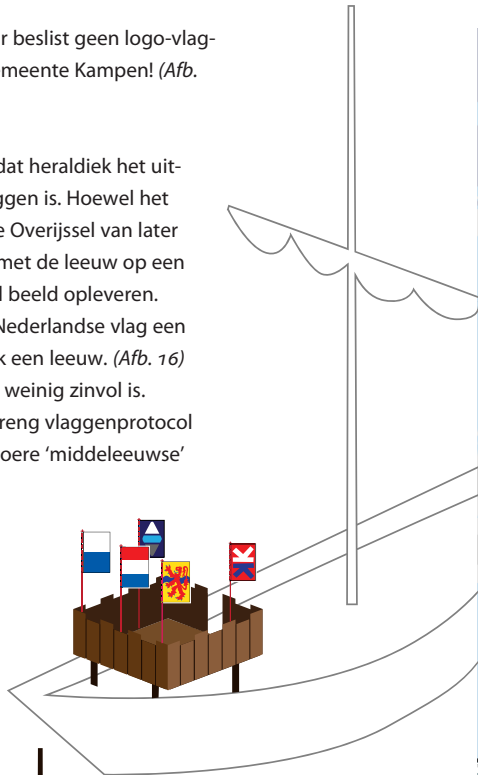 r beslist geen logo-vlag-
emeente Kampen! (Afb.
dat heraldiek het uit-
ggen is. Hoewel het
e Overijssel van later
met de leeuw op een
l beeld opleveren.
Nederlandse vlag een
k een leeuw. (Afb. 16)
weinig zinvol is.
reng vlaggenprotocol
oere ‘middeleeuwse’